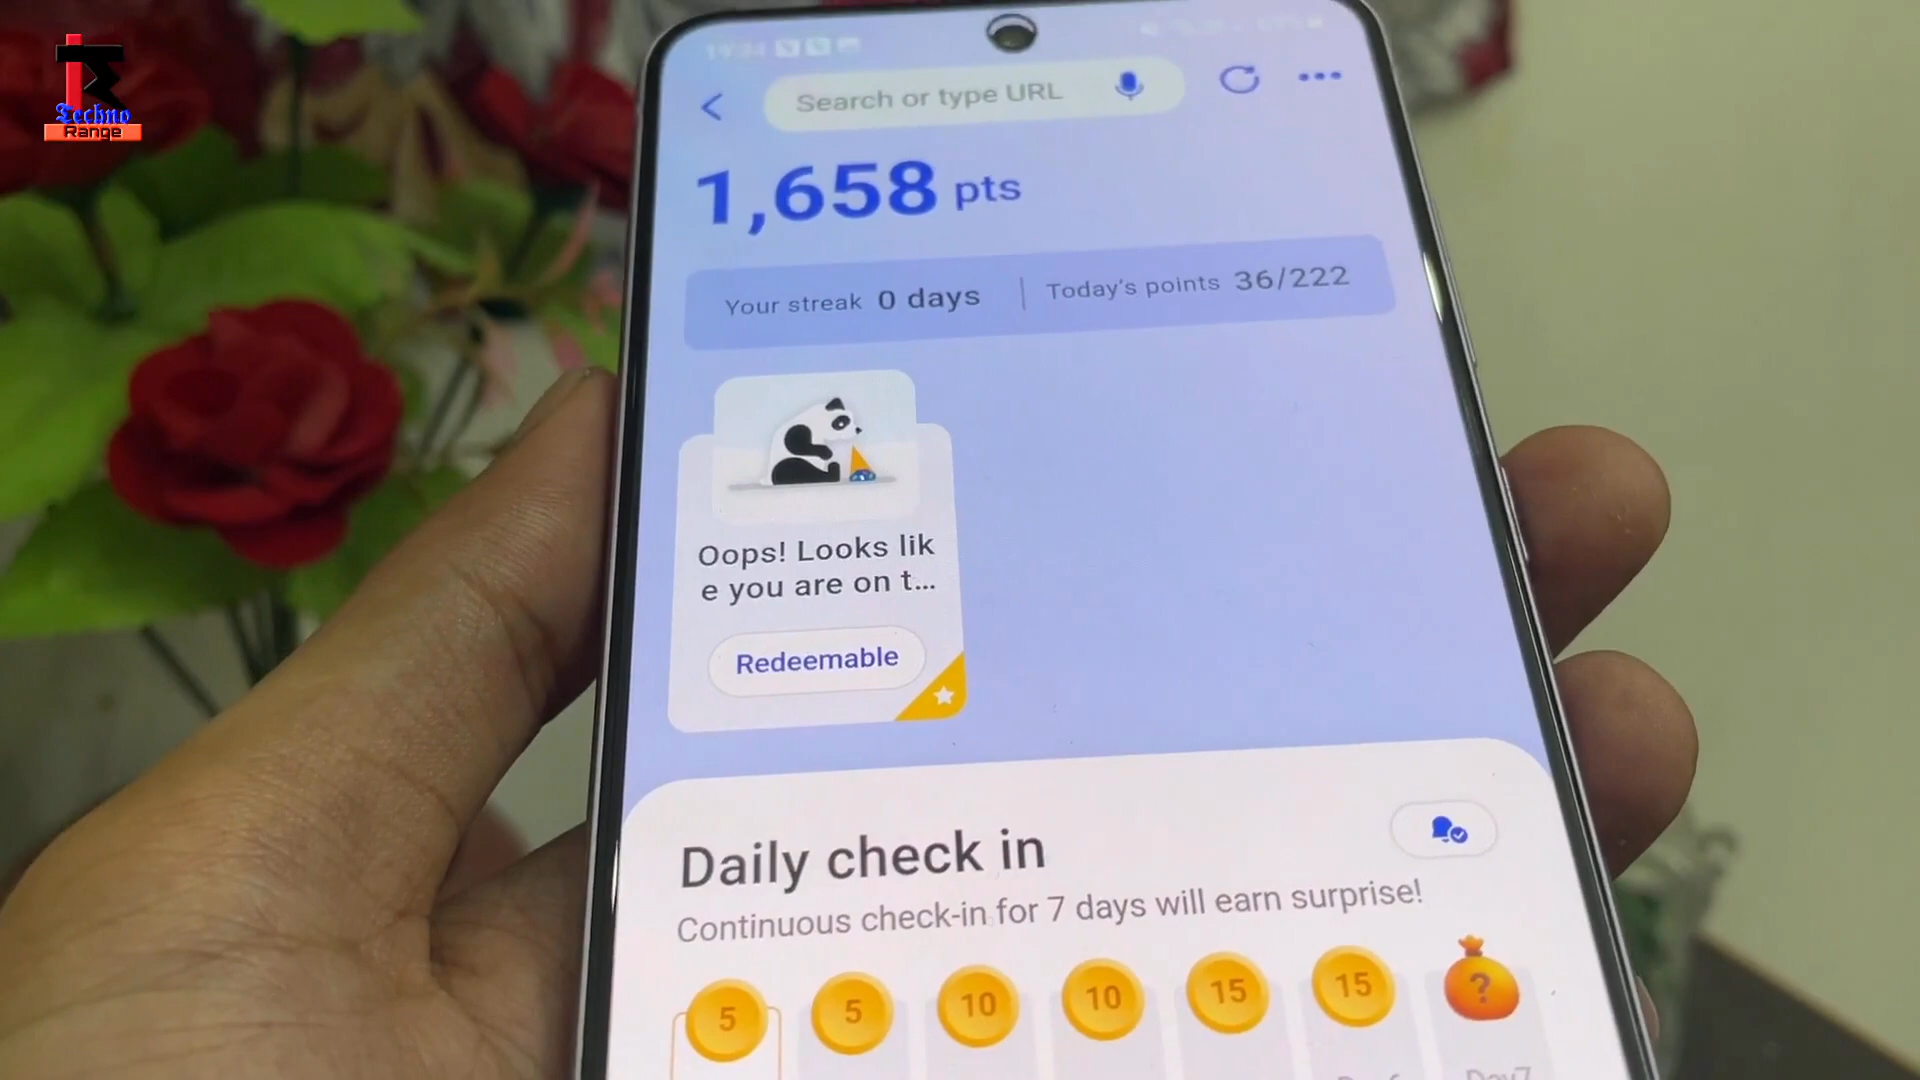 Techno
Range
Search or type URL
1,658 pts
Your streak 0 days
Today's points 36/222
Oops! Looks lik
e you are on t...
Redeemable
Daily check in
Continuous check-in for 7 days will earn surprise!
5
5
10
10
15
15
?
Day7